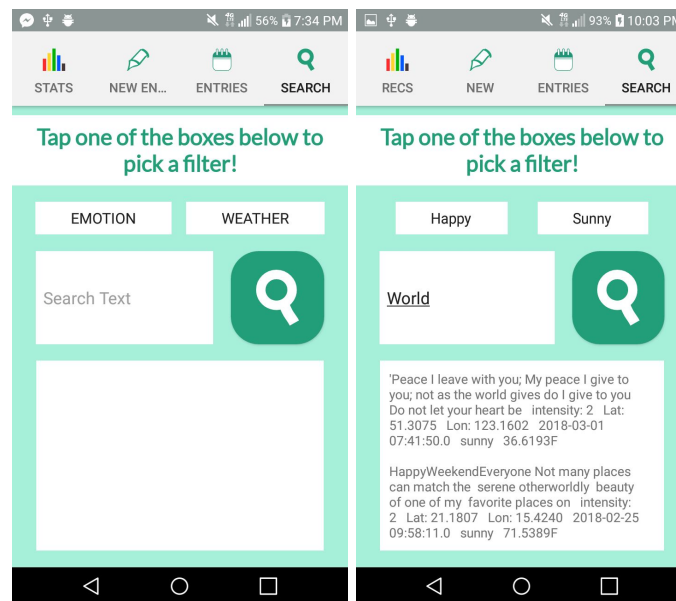 4G 56% 7:34 PM
STATS NEW EN... ENTRIES SEARCH
Tap one of the boxes below to
pick a filter!
EMOTION WEATHER
Search Text
4G 93% 10:03 PM
RECS NEW ENTRIES SEARCH
Tap one of the boxes below to
pick a filter!
Happy Sunny
World
'Peace I leave with you; My peace I give to
you; not as the world gives do I give to you
Do not let your heart be intensity: 2 Lat:
51.3075 Lon: 123.1602 2018-03-01
07:41:50.0 sunny 36.6193F
HappyWeekendEveryone Not many places
can match the serene otherworldly beauty
of one of my favorite places on intensity:
2 Lat: 21.1807 Lon: 15.4240 2018-02-25
09:58:11.0 sunny 71.5389F